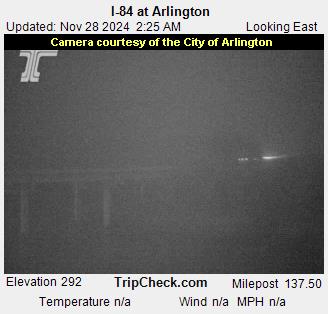 I-84 at Arlington
Updated: Nov 28 2024 2:25 AM Looking East
Camera courtesy of the City of Arlington
Elevation 292 TripCheck.com Milepost 137.50
Temperature n/a Wind n/a MPH n/a